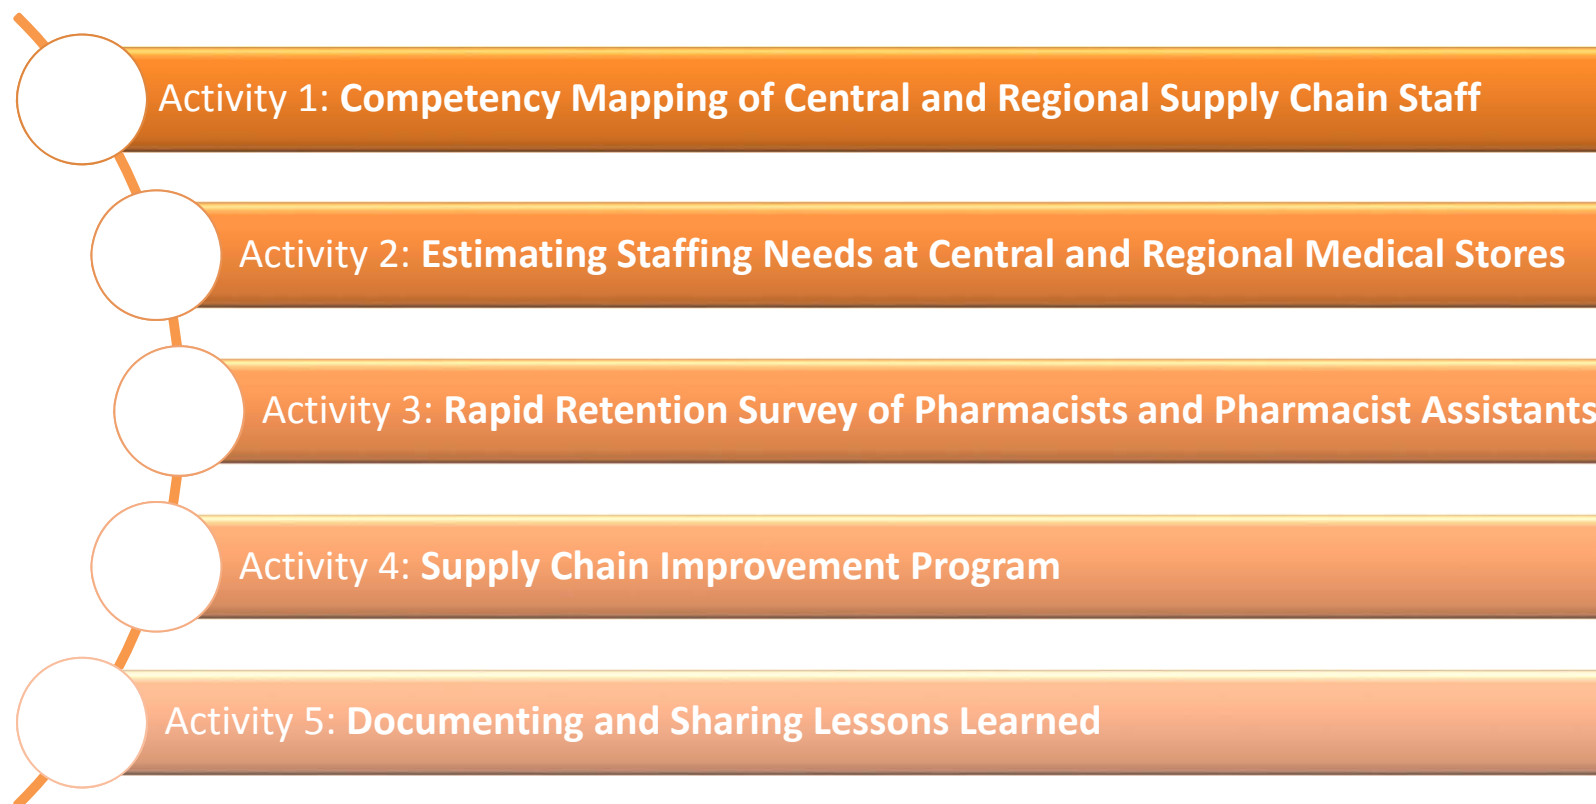 Activity 1: Competency Mapping of Central and Regional Supply Chain Staff
Activity 2: Estimating Staffing Needs at Central and Regional Medical Stores
Activity 3: Rapid Retention Survey of Pharmacists and Pharmacist Assistants
Activity 4: Supply Chain Improvement Program
Activity 5: Documenting and Sharing Lessons Learned